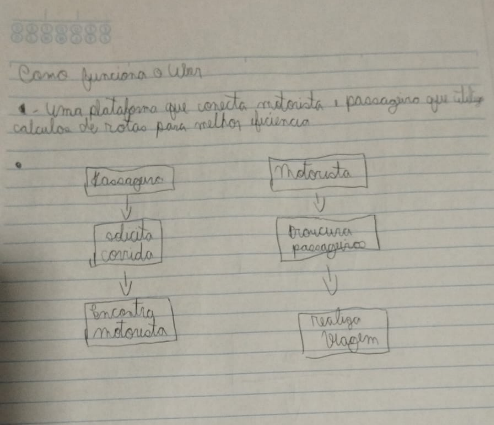 Como funciona o Uber
- uma plataforma que conecta motorista e passageiro que utiliza
calculos de rotas para melhor eficiencia
Passageiro
solicita
corrida
Encontra
motorista
Motorista
Procura
passageiros
realiza
viagem